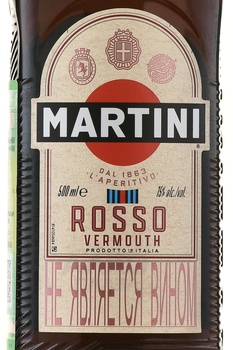 MARTINI
DAL 1863
L'APERITIVO
500 ml e 15% alc./vol.
ROSSO
VERMOUTH
PRODOTTO IN ITALIA
НЕ ЯВЛЯЕТСЯ ВИНОМ